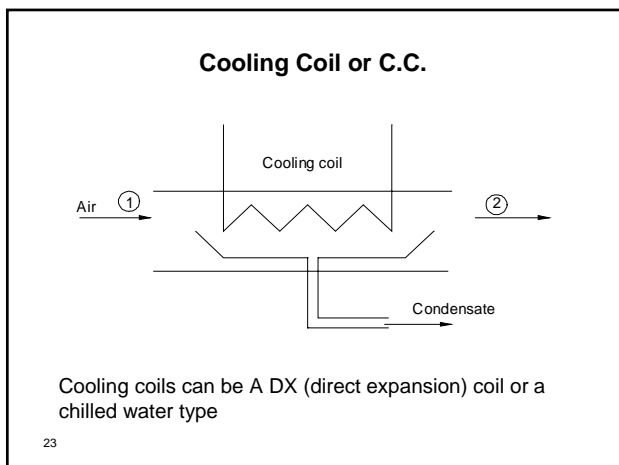 Cooling Coil or C.C.
Cooling coil
Air 1
2
Condensate
Cooling coils can be A DX (direct expansion) coil or a
chilled water type
23